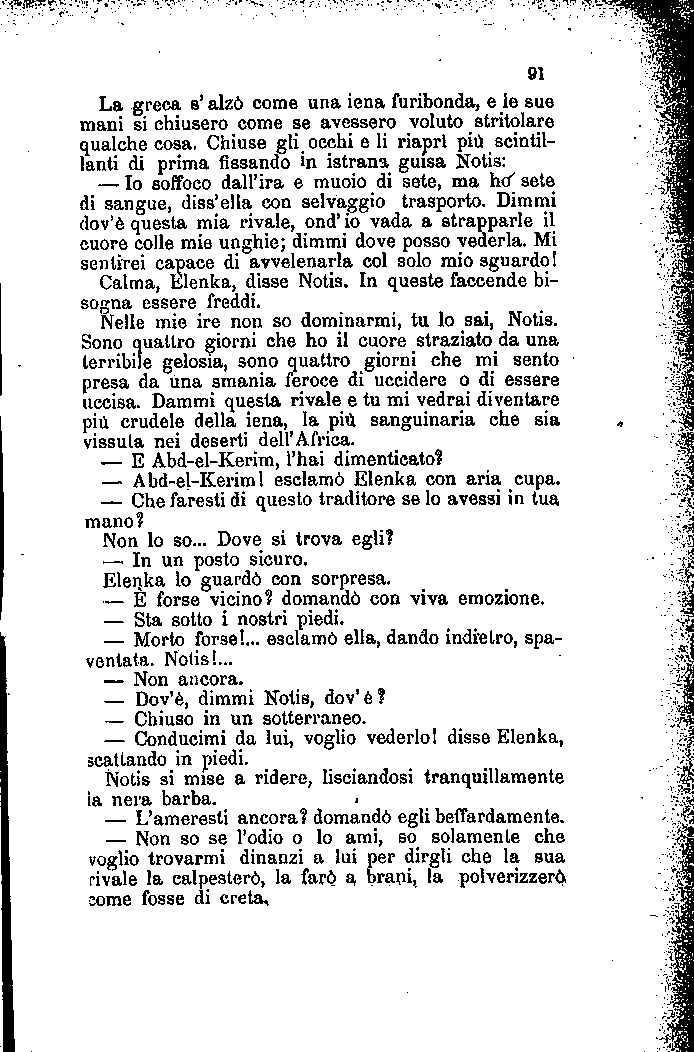 91
La greca s'alzò come una iena furibonda, e le sue
mani si chiusero come se avessero voluto stritolare
qualche cosa. Chiuse gli occhi e li riaprì più scintil-
lanti di prima fissando in istrana guisa Notis:
— Io soffoco dall'ira e muoio di sete, ma ho sete
di sangue, diss'ella con selvaggio trasporto. Dimmi
dov'è questa mia rivale, ond'io vada a strapparle il
cuore colle mie unghie; dimmi dove posso vederla. Mi
sentirei capace di avvelenarla col solo mio sguardo!
Calma, Elenka, disse Notis. In queste faccende bi-
sogna essere freddi.
Nelle mie ire non so dominarmi, tu lo sai, Notis.
Sono quattro giorni che ho il cuore straziato da una
terribile gelosia, sono quattro giorni che mi sento
presa da una smania feroce di uccidere o di essere
uccisa. Dammi questa rivale e tu mi vedrai diventare
più crudele della iena, la più sanguinaria che sia
vissuta nei deserti dell'Africa.
— E Abd-el-Kerim, l'hai dimenticato?
— Abd-el-Kerim! esclamò Elenka con aria cupa.
— Che faresti di questo traditore se lo avessi in tua
mano?
Non lo so... Dove si trova egli?
— In un posto sicuro.
Elenka lo guardò con sorpresa.
— È forse vicino? domandò con viva emozione.
— Sta sotto i nostri piedi.
— Morto forse!... esclamò ella, dando indietro, spa-
ventata. Notis!...
— Non ancora.
— Dov'è, dimmi Notis, dov'è?
— Chiuso in un sotterraneo.
— Conducimi da lui, voglio vederlo! disse Elenka,
scattando in piedi.
Notis si mise a ridere, lisciandosi tranquillamente
la nera barba.
— L'ameresti ancora? domandò egli beffardamente.
— Non so se l'odio o lo ami, so solamente che
voglio trovarmi dinanzi a lui per dirgli che la sua
rivale la calpesterò, la farò a brani, la polverizzerò
come fosse di creta.